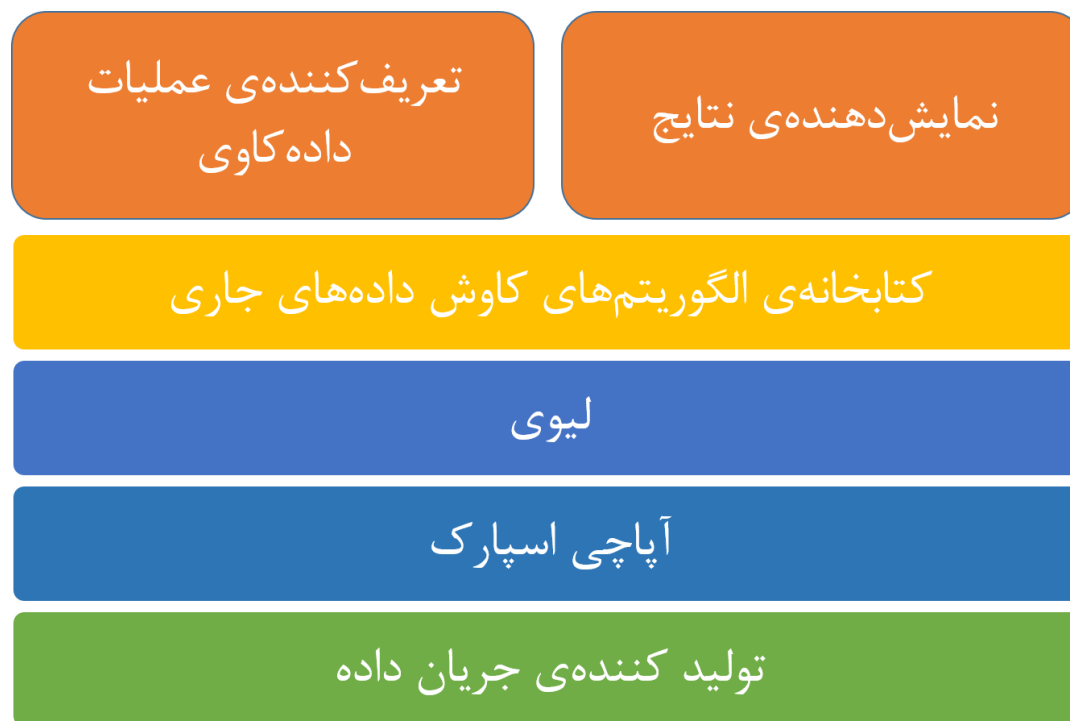 نمایش‌دهنده‌ی نتایج
تعریف‌کننده‌ی عملیات
داده‌کاوی
کتابخانه‌ی الگوریتم‌های کاوش داده‌های جاری
لیوی
آپاچی اسپارک
تولید کننده‌ی جریان داده